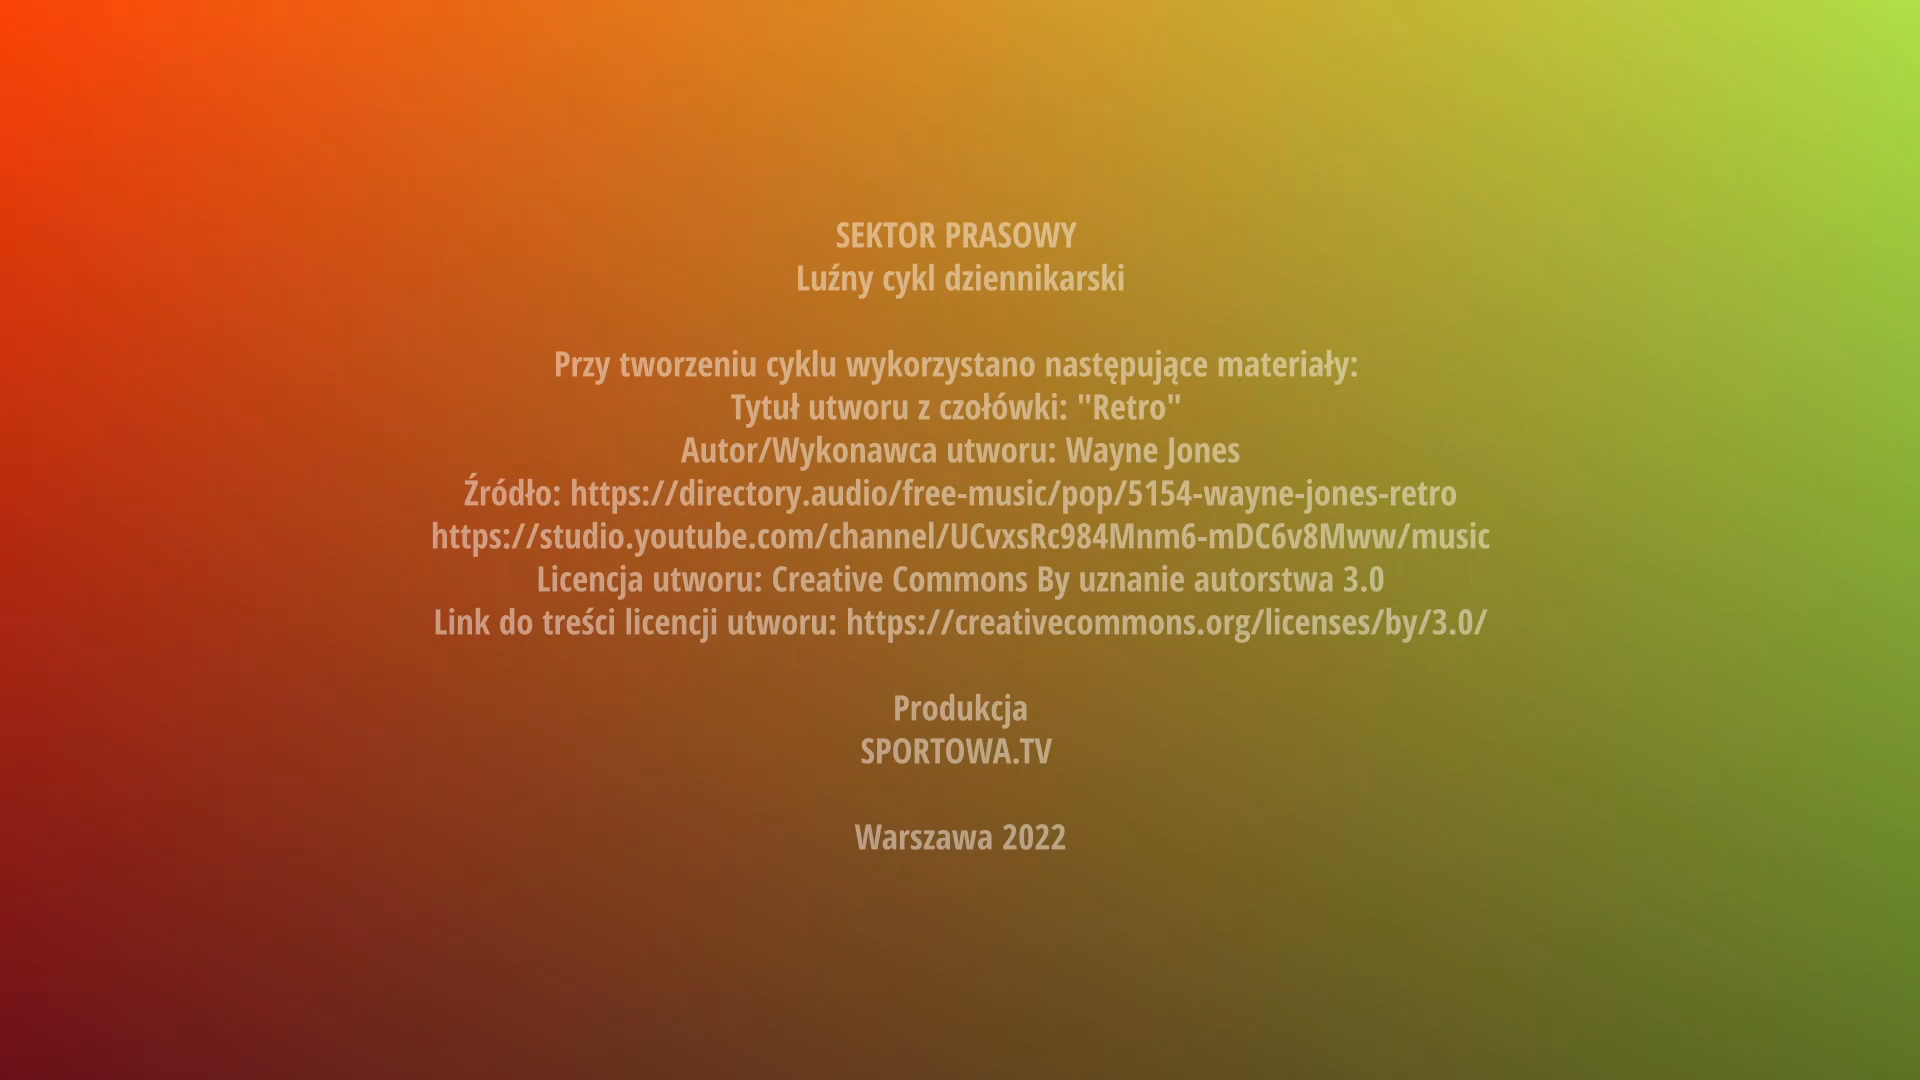 SEKTOR PRASOWY
Luźny cykl dziennikarski
Przy tworzeniu cyklu wykorzystano następujące materiały:
Tytuł utworu z czołówki: "Retro"
Autor/Wykonawca utworu: Wayne Jones
Źródło: https://directory.audio/free-music/pop/5154-wayne-jones-retro
https://studio.youtube.com/channel/UCvxsRc984Mnm6-mDC6v8Mww/music
Licencja utworu: Creative Commons By uznanie autorstwa 3.0
Link do treści licencji utworu: https://creativecommons.org/licenses/by/3.0/
Produkcja
SPORTOWA.TV
Warszawa 2022